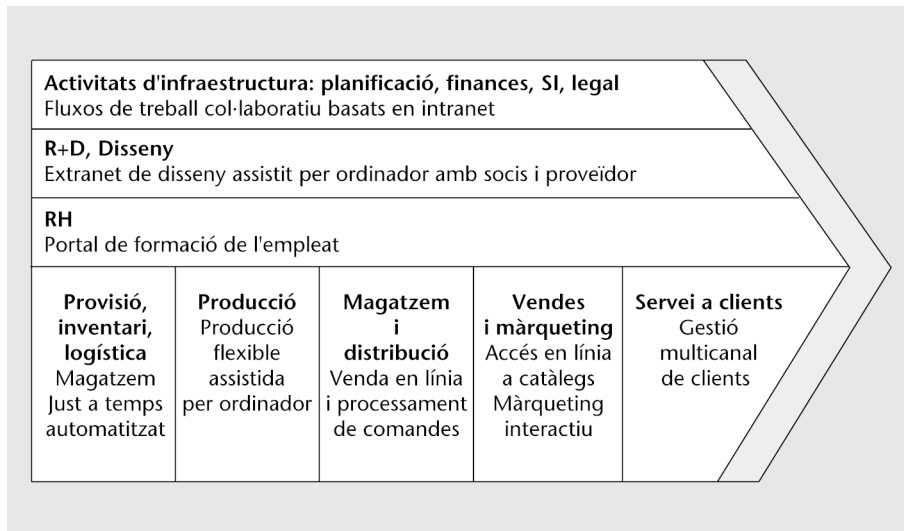 Activitats d'infraestructura: planificació, finances, SI, legal
Fluxos de treball col·laboratiu basats en intranet
R+D, Disseny
Extranet de disseny assistit per ordinador amb socis i proveïdor
RH
Portal de formació de l'empleat
Provisió,
inventari,
logística
Magatzem
Just a temps
automatitzat
Producció
Producció
flexible
assistida
per ordinador
Magatzem
i
distribució
Venda en línia
i processament
de comandes
Vendes
i màrqueting
Accés en línia
a catàlegs
Màrqueting
interactiu
Servei a clients
Gestió
multicanal
de clients